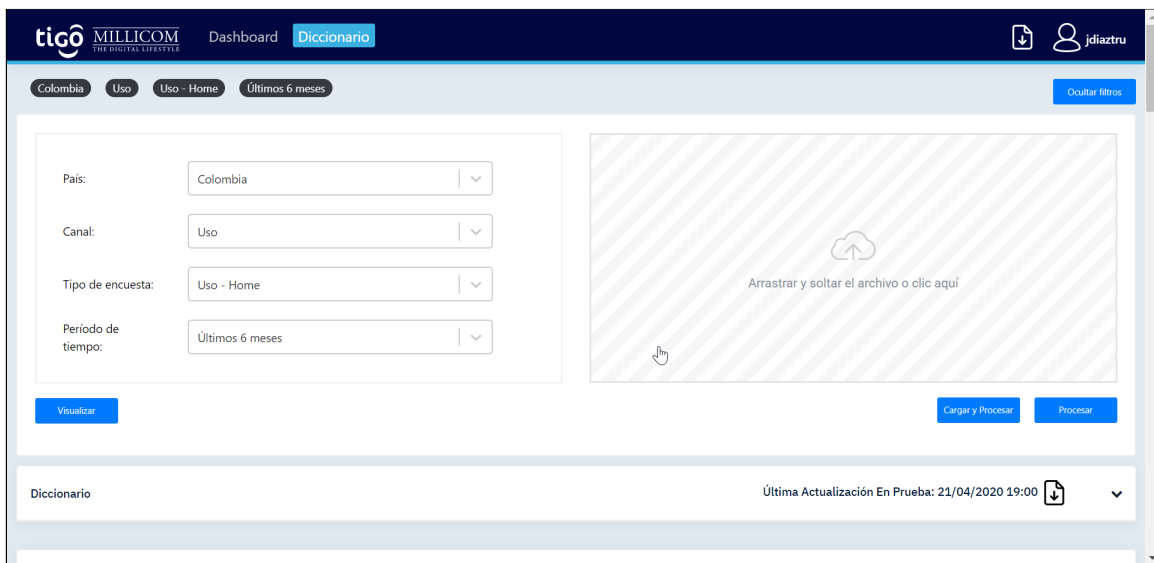 tigo MILLICOM Dashboard Diccionario jdiaztru
THE DIGITAL LIFESTYLE
Colombia Uso Uso - Home Últimos 6 meses Ocultar filtros
País: Colombia
Canal: Uso
Tipo de encuesta: Uso - Home
Período de
tiempo:
Últimos 6 meses
Arrastrar y soltar el archivo o clic aquí
Visualizar Cargar y Procesar Procesar
Diccionario Última Actualización En Prueba: 21/04/2020 19:00